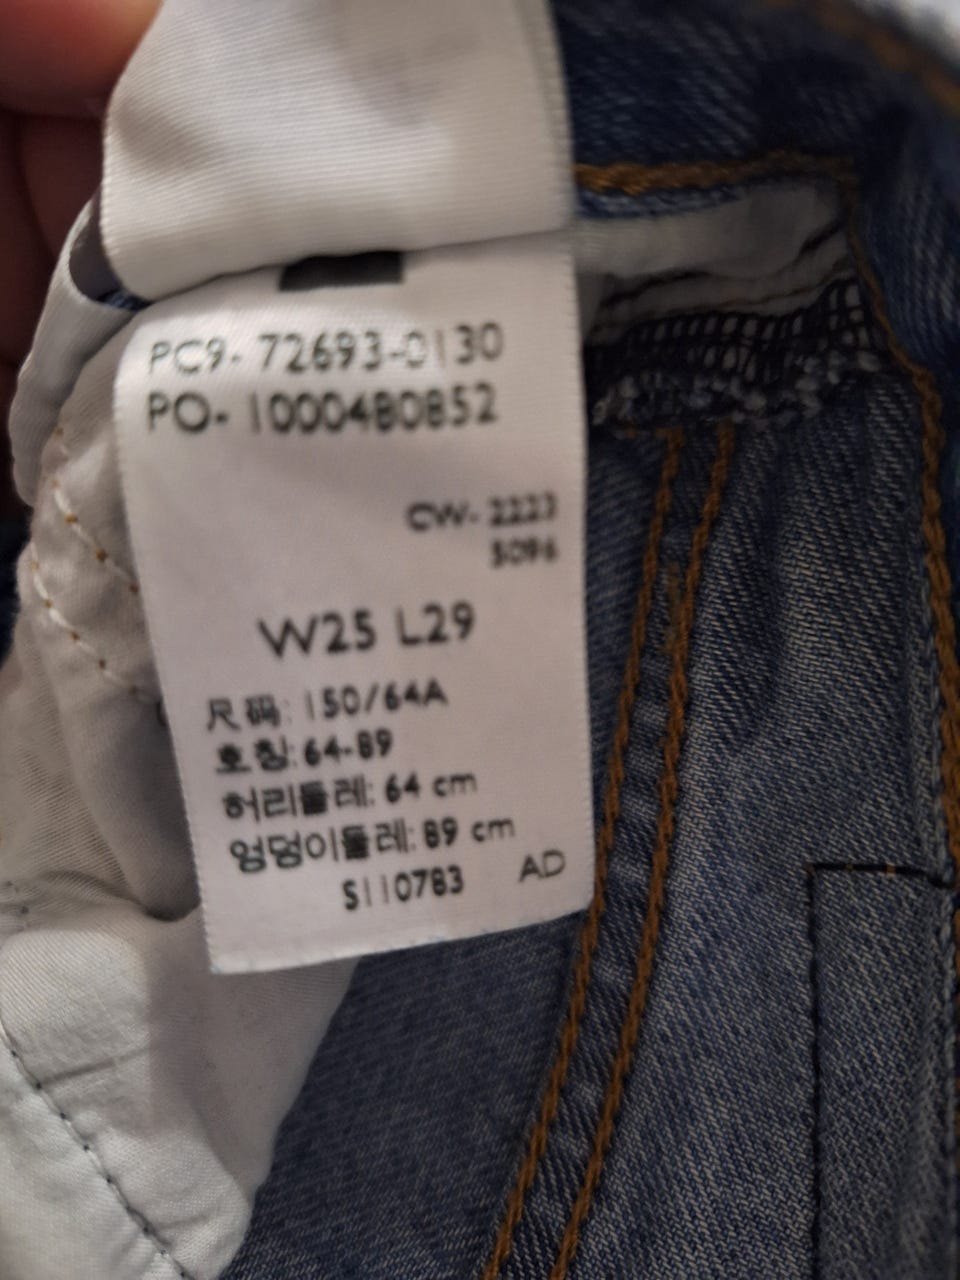 PC9- 72693-0130
PO- 1000480852
CW- 2223
5096
W25 L29
尺码: 150/64A
호칭: 64-89
허리둘레: 64 cm
엉덩이둘레: 89 cm
S110783 AD